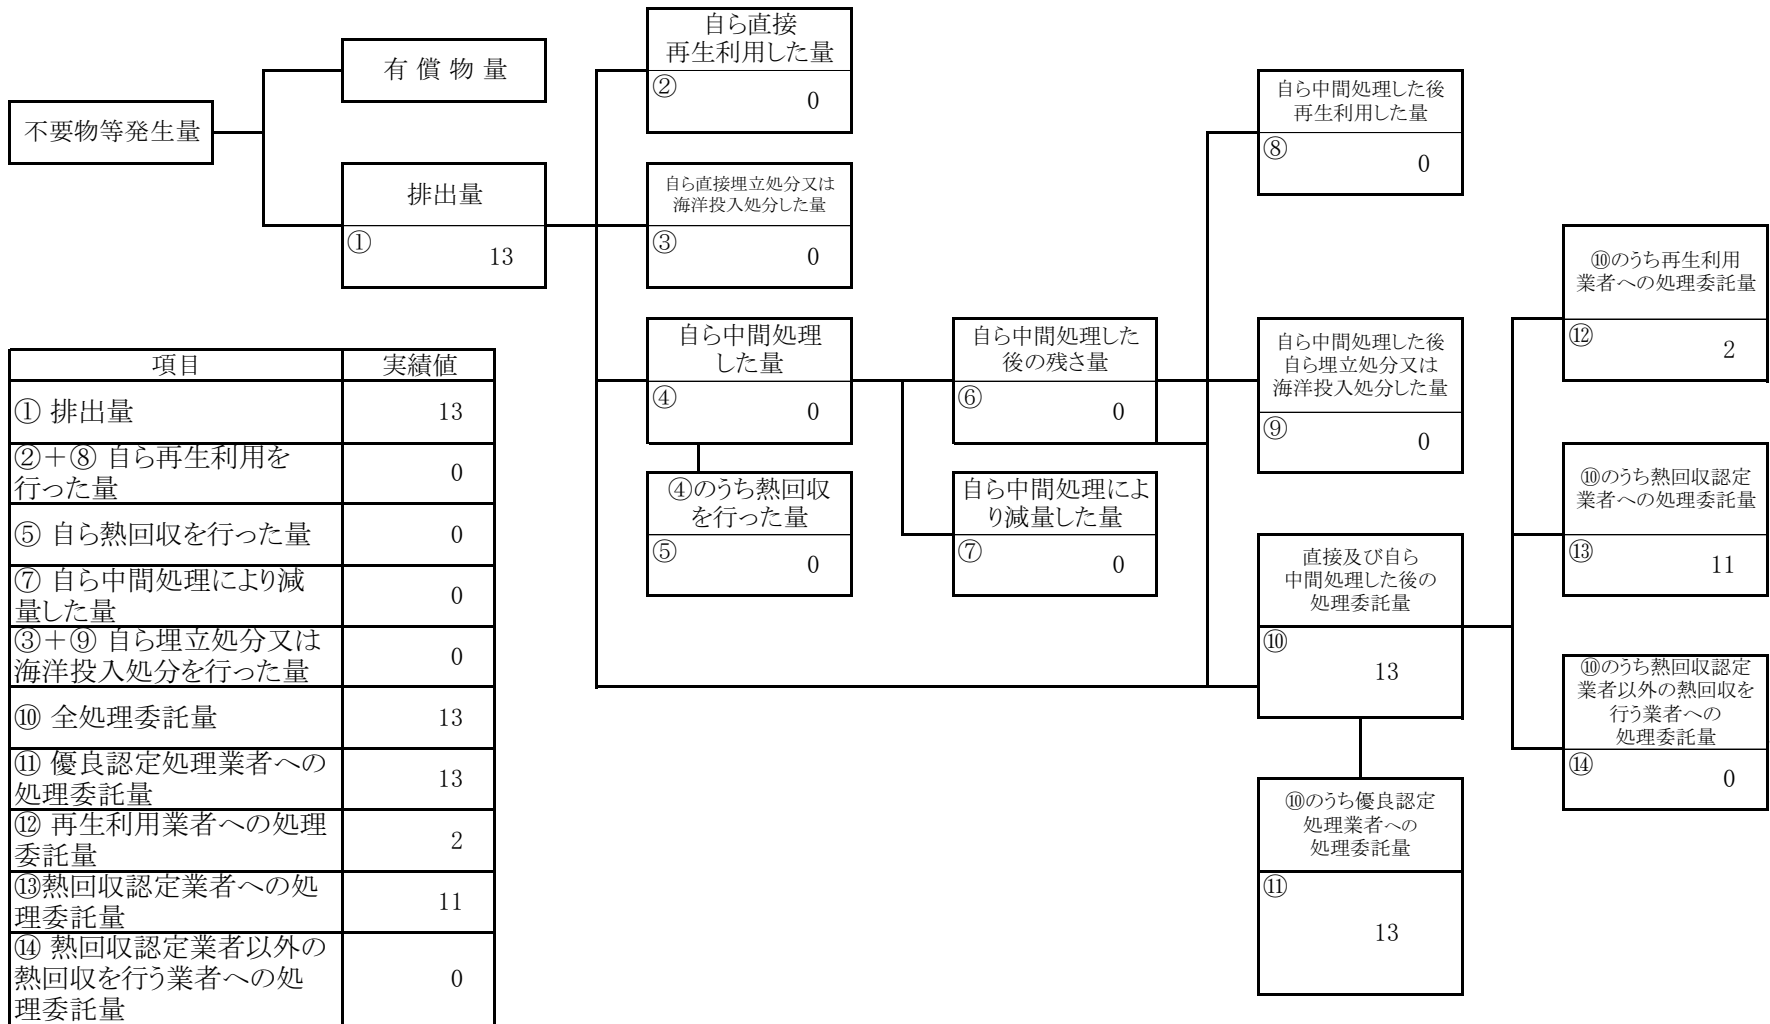 不要物等発生量
有 償 物 量
排出量
①
13
自ら直接
再生利用した量
②
0
自ら直接埋立処分又は
海洋投入処分した量
③
0
自ら中間処理
した量
④
0
④のうち熱回収
を行った量
⑤
0
自ら中間処理した
後の残さ量
⑥
0
自ら中間処理によ
り減量した量
⑦
0
自ら中間処理した後
再生利用した量
⑧
0
自ら中間処理した後
自ら埋立処分又は
海洋投入処分した量
⑨
0
直接及び自ら
中間処理した後の
処理委託量
⑩
13
⑩のうち優良認定
処理業者への
処理委託量
⑪
13
⑩のうち再生利用
業者への処理委託量
⑫
2
⑩のうち熱回収認定
業者への処理委託量
⑬
11
⑩のうち熱回収認定
業者以外の熱回収を
行う業者への
処理委託量
⑭
0
項目 実績値
① 排出量 13
②＋⑧ 自ら再生利用を
行った量 0
⑤ 自ら熱回収を行った量 0
⑦ 自ら中間処理により減
量した量 0
③＋⑨ 自ら埋立処分又は
海洋投入処分を行った量 0
⑩ 全処理委託量 13
⑪ 優良認定処理業者への
処理委託量 13
⑫ 再生利用業者への処理
委託量 2
⑬熱回収認定業者への処
理委託量 11
⑭ 熱回収認定業者以外の
熱回収を行う業者への処
理委託量 0